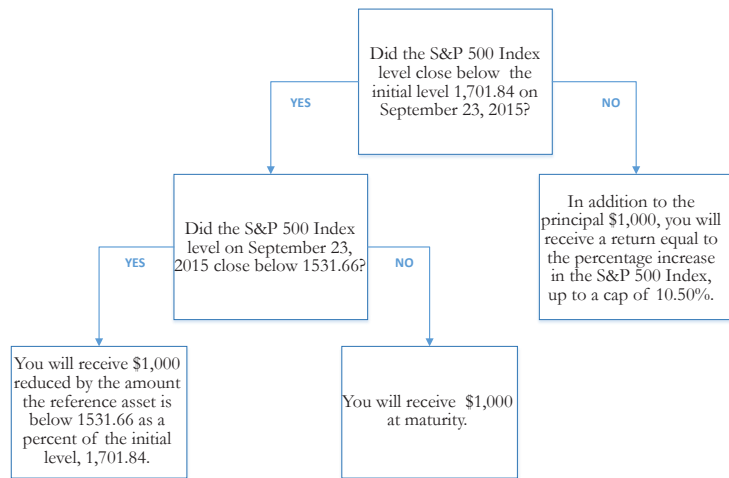 Did the S&P 500 Index
level close below the
initial level 1,701.84 on
September 23, 2015?
YES
NO
Did the S&P 500 Index
level on September 23,
2015 close below 1531.66?
In addition to the
principal $1,000, you will
receive a return equal to
the percentage increase
in the S&P 500 Index,
up to a cap of 10.50%.
YES
NO
You will receive $1,000
reduced by the amount
the reference asset is
below 1531.66 as a
percent of the initial
level, 1,701.84.
You will receive $1,000
at maturity.